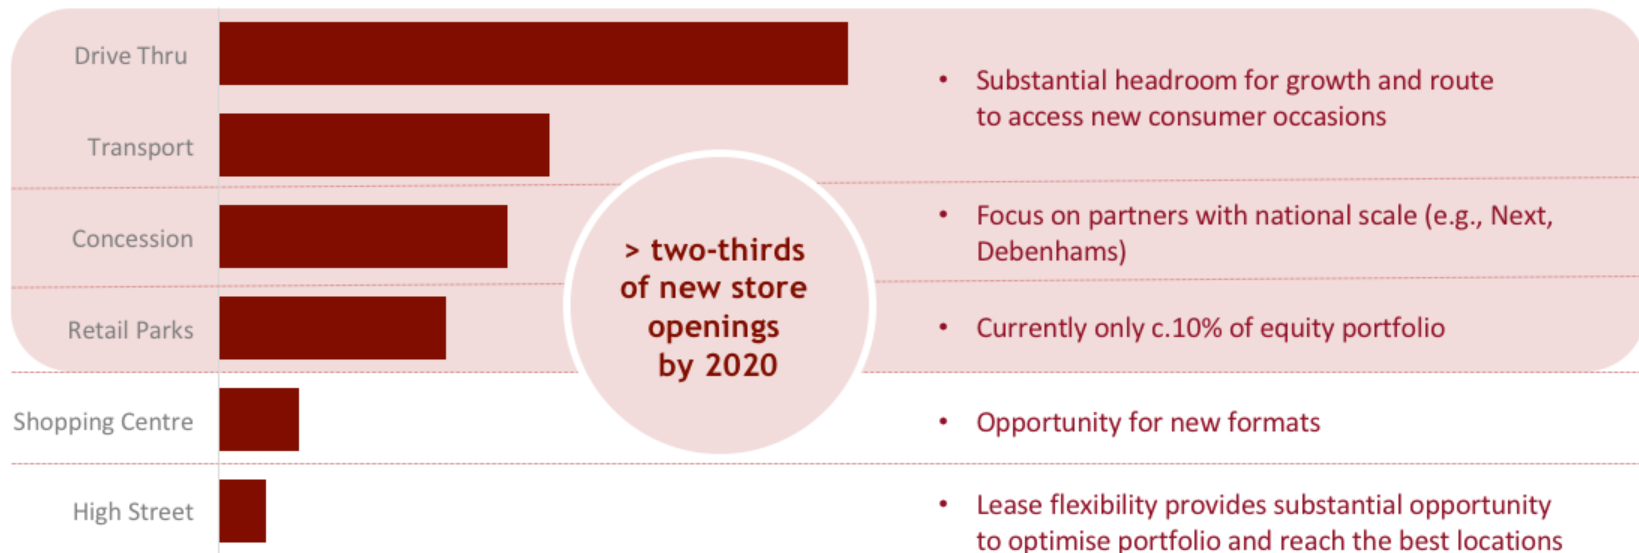 Drive Thru
Transport
Concession
Retail Parks
Shopping Centre
High Street
> two-thirds
of new store
openings
by 2020
• Substantial headroom for growth and route
to access new consumer occasions
• Focus on partners with national scale (e.g., Next,
Debenhams)
• Currently only c.10% of equity portfolio
• Opportunity for new formats
• Lease flexibility provides substantial opportunity
to optimise portfolio and reach the best locations